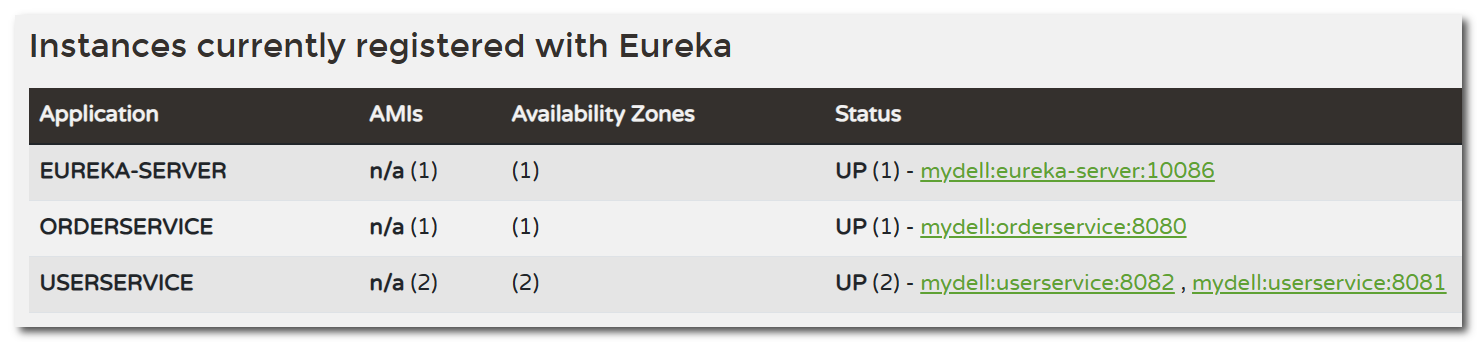 Instances currently registered with Eureka
Application AMIs Availability Zones Status
EUREKA-SERVER n/a (1) (1) UP (1) - mydell:eureka-server:10086
ORDERSERVICE n/a (1) (1) UP (1) - mydell:orderservice:8080
USERSERVICE n/a (2) (2) UP (2) - mydell:userservice:8082 , mydell:userservice:8081